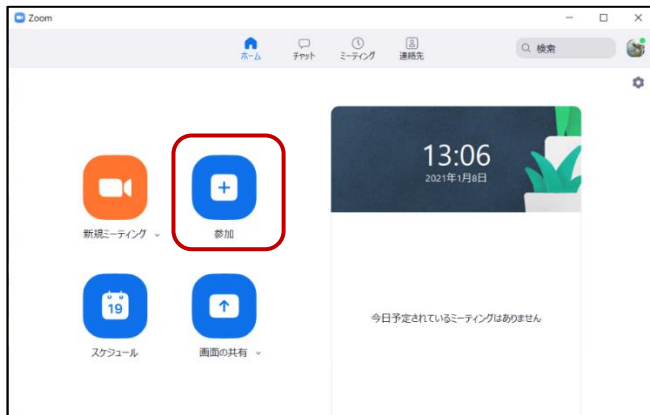 Zoom
ホーム
チャット
ミーティング
連絡先
検索
13:06
2021年1月8日
新規ミーティング
参加
19
スケジュール
画面の共有
今日予定されているミーティングはありません